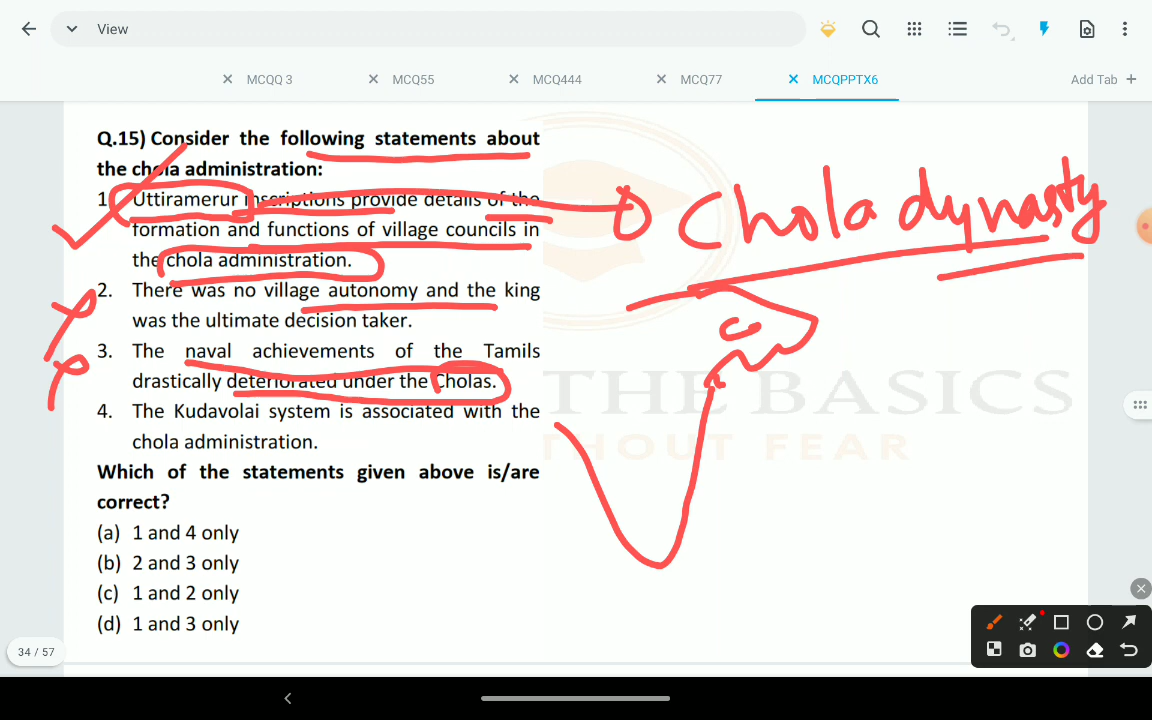 View
MCQQ 3
MCQ55
MCQ444
MCQ77
MCQPPTX6
Add Tab +
Q.15) Consider the following statements about
the chola administration:
1. Uttiramerur inscriptions provide details of the
formation and functions of village councils in
the chola administration.
2. There was no village autonomy and the king
was the ultimate decision taker.
3. The naval achievements of the Tamils
drastically deteriorated under the Cholas.
4. The Kudavolai system is associated with the
chola administration.
Which of the statements given above is/are
correct?
(a) 1 and 4 only
(b) 2 and 3 only
(c) 1 and 2 only
(d) 1 and 3 only
Chola dynasty
THE BASICS
THOUT FEAR
34 / 57